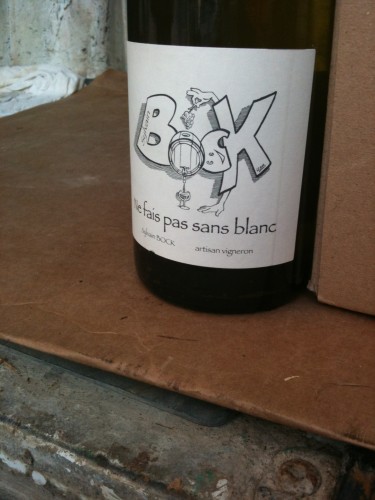 BOCK
Ne fais pas sans blanc
Sylvain BOCK artisan vigneron